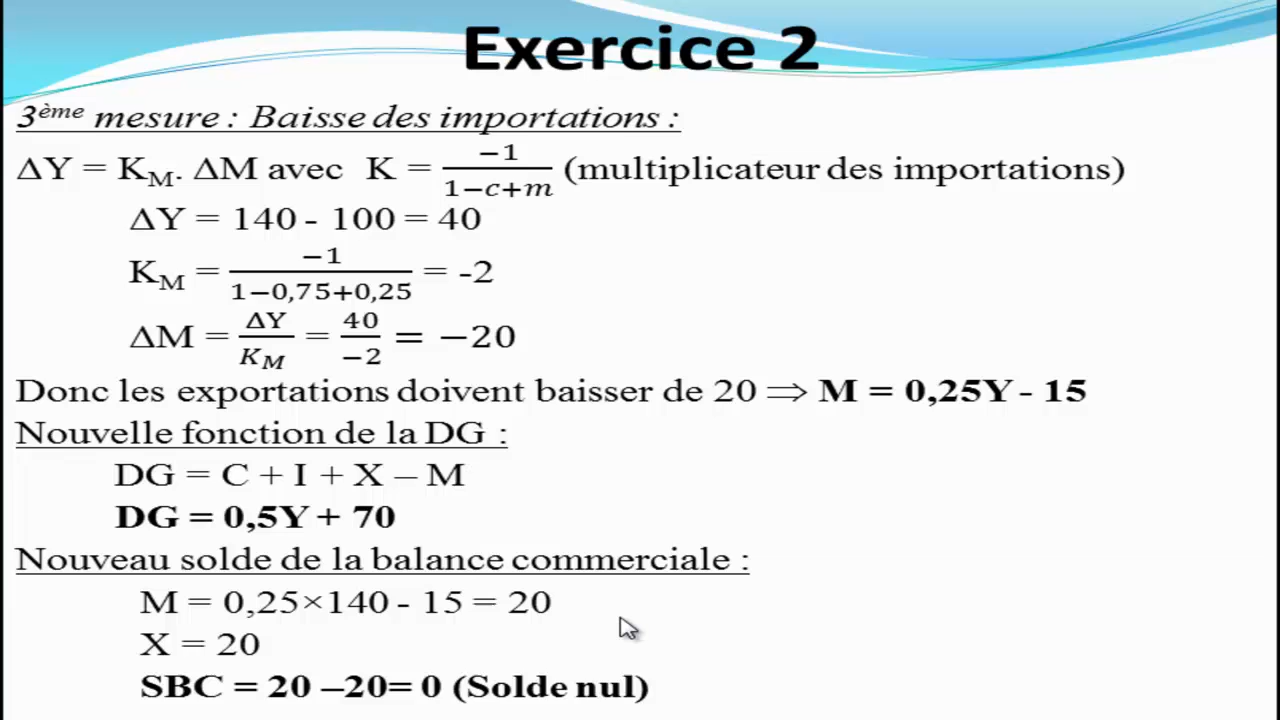 Exercice 2
3ème mesure : Baisse des importations :
ΔY = KM. ΔM avec K = −1/(1−c+m) (multiplicateur des importations)
ΔY = 140 - 100 = 40
KM = −1/(1−0,75+0,25) = -2
ΔM = ΔY/KM = 40/−2 = −20
Donc les exportations doivent baisser de 20 ⇒ M = 0,25Y - 15
Nouvelle fonction de la DG :
DG = C + I + X – M
DG = 0,5Y + 70
Nouveau solde de la balance commerciale :
M = 0,25×140 - 15 = 20
X = 20
SBC = 20 –20= 0 (Solde nul)